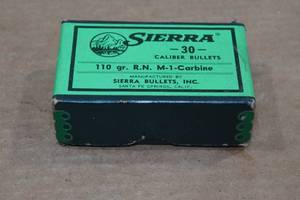 SIERRA
—30—
CALIBER BULLETS
110 gr. R.N. M-1-Carbine
MANUFACTURED BY
SIERRA BULLETS, INC.
SANTA FE SPRINGS, CALIF.